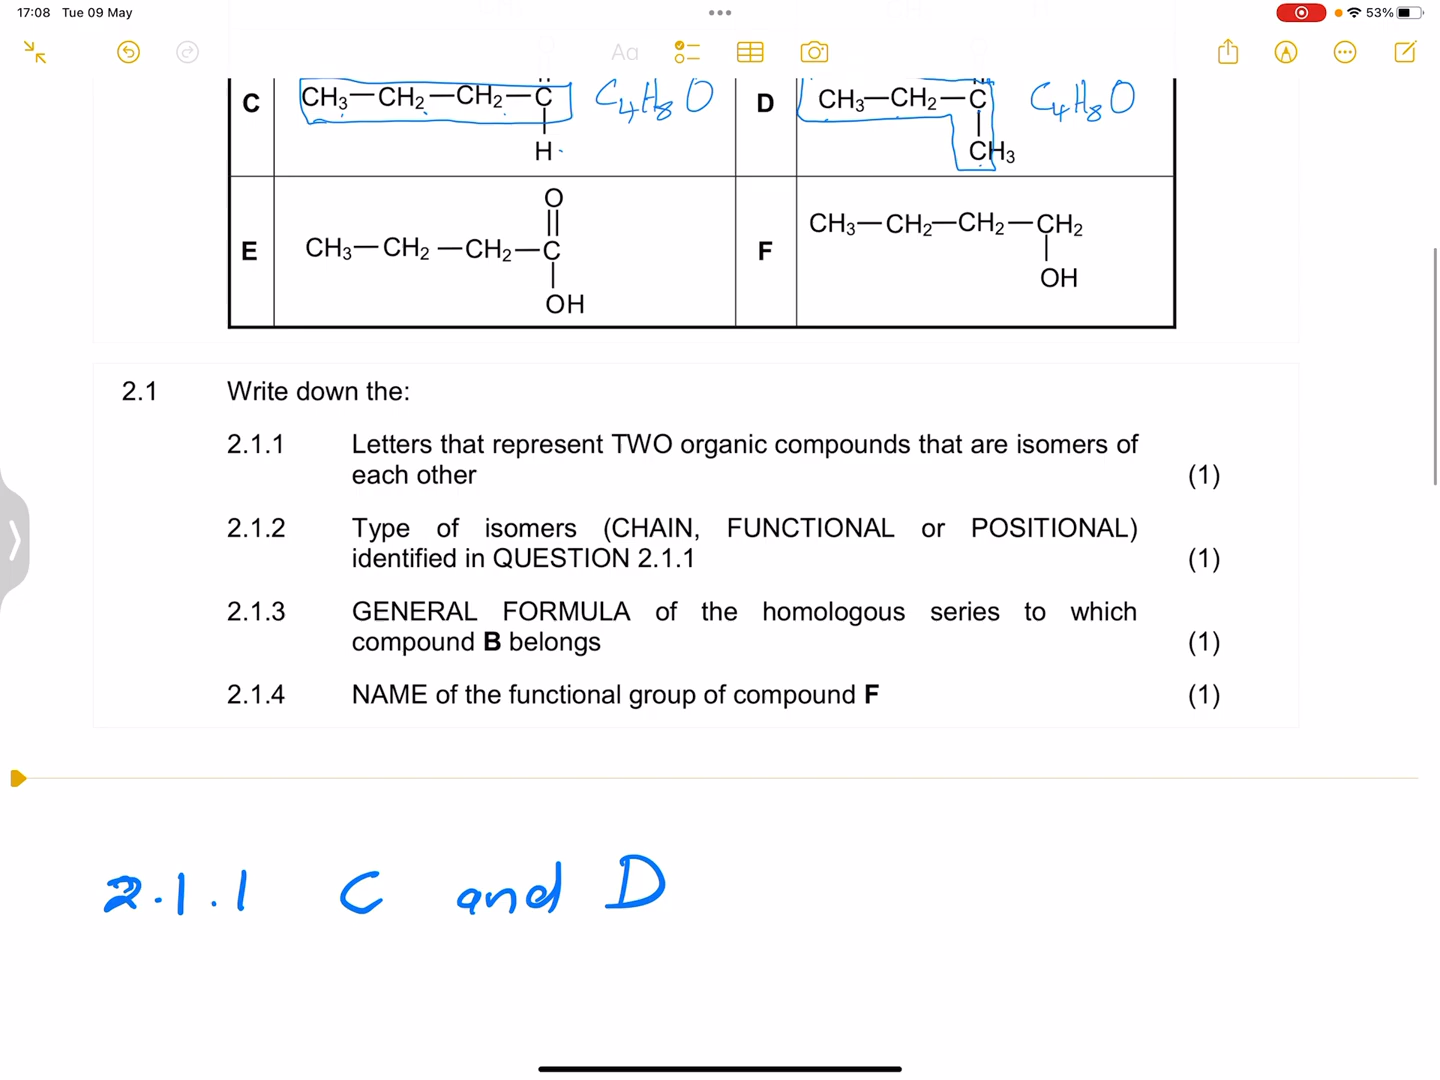 17:08 Tue 09 May
53%
Aa
C CH₃—CH₂—CH₂—C C₄H₈O D CH₃—CH₂—C C₄H₈O
H CH₃
O
E CH₃—CH₂—CH₂—C F CH₃—CH₂—CH₂—CH₂
OH OH
2.1 Write down the:
2.1.1 Letters that represent TWO organic compounds that are isomers of
each other (1)
2.1.2 Type of isomers (CHAIN, FUNCTIONAL or POSITIONAL)
identified in QUESTION 2.1.1 (1)
2.1.3 GENERAL FORMULA of the homologous series to which
compound B belongs (1)
2.1.4 NAME of the functional group of compound F (1)
2.1.1 C and D